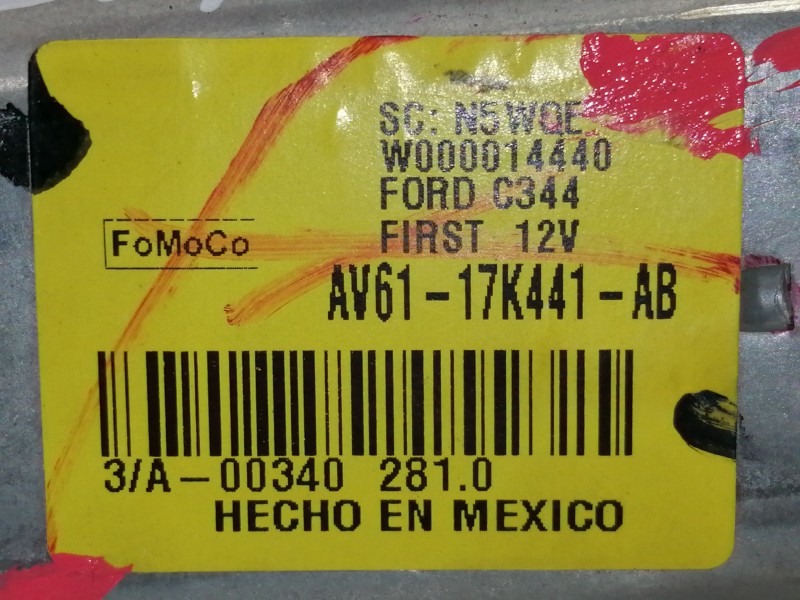 SC: N5WQE
W000014440
FORD C344
FoMoCo
FIRST 12V
AV61-17K441-AB
3/A-00340 281.0
HECHO EN MEXICO